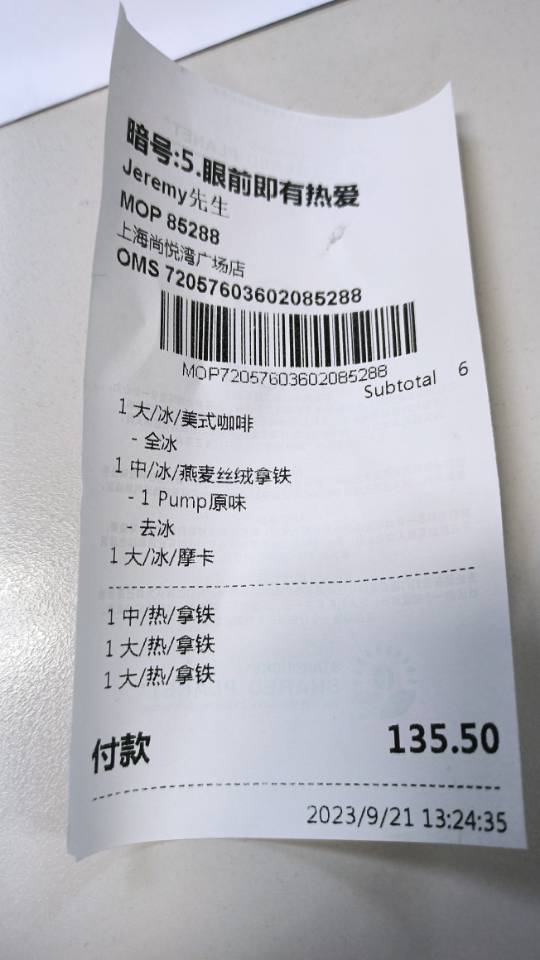 暗号:5.眼前即有热爱
Jeremy先生
MOP 85288
上海尚悦湾广场店
OMS 72057603602085288
MOP72057603602085288
Subtotal 6
1 大/冰/美式咖啡
- 全冰
1 中/冰/燕麦丝绒拿铁
- 1 Pump原味
- 去冰
1 大/冰/摩卡
1 中/热/拿铁
1 大/热/拿铁
1 大/热/拿铁
付款 135.50
2023/9/21 13:24:35